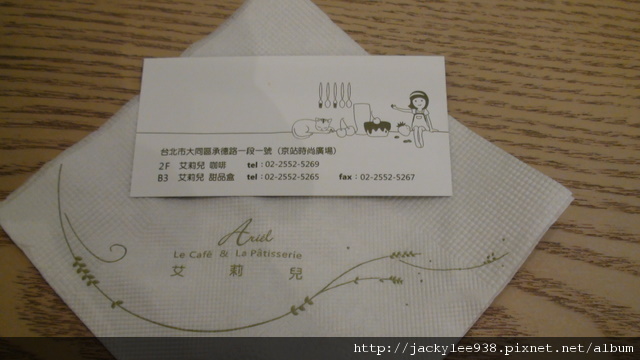 台北市大同區承德路一段一號（京站時尚廣場）
2F 艾莉兒 咖啡 tel：02-2552-5269
B3 艾莉兒 甜品盒 tel：02-2552-5265 fax：02-2552-5267
Ariel
Le Café & La Pâtisserie
艾莉兒
http://jackylee938.pixnet.net/album